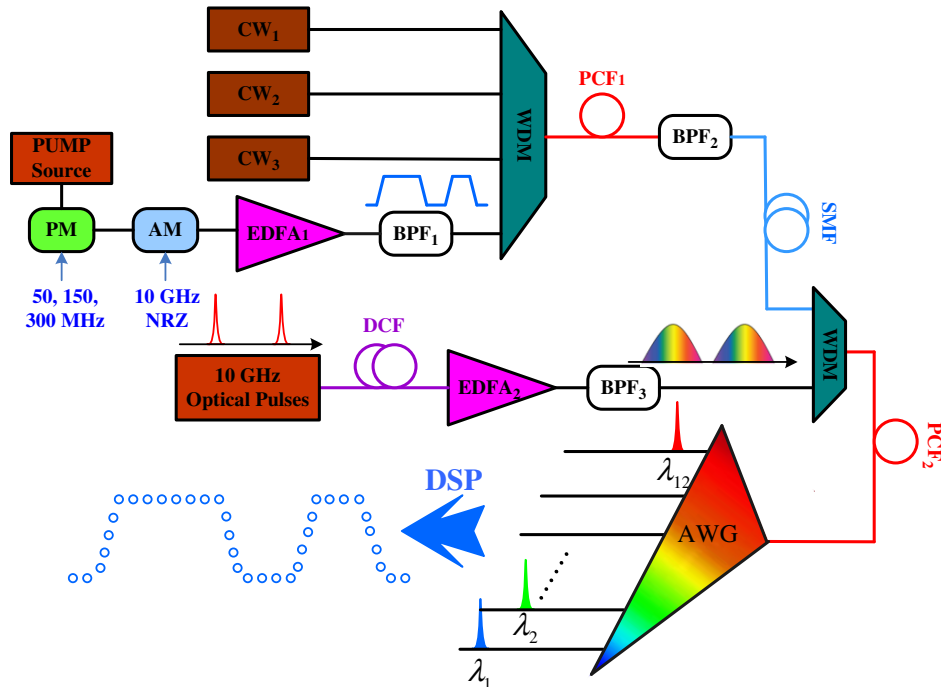 CW₁
CW₂
CW₃
WDM
PCF₁
BPF₂
SMF
PUMP
Source
PM
AM
EDFA₁
BPF₁
50, 150,
300 MHz
10 GHz
NRZ
10 GHz
Optical Pulses
DCF
EDFA₂
BPF₃
WDM
PCF₂
AWG
λ₁₂
λ₂
λ₁
DSP